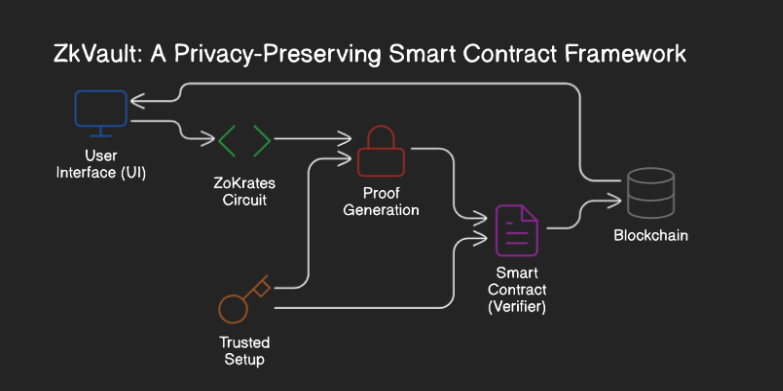 ZkVault: A Privacy-Preserving Smart Contract Framework
User
Interface (UI)
ZoKrates
Circuit
Proof
Generation
Blockchain
Smart
Contract
(Verifier)
Trusted
Setup